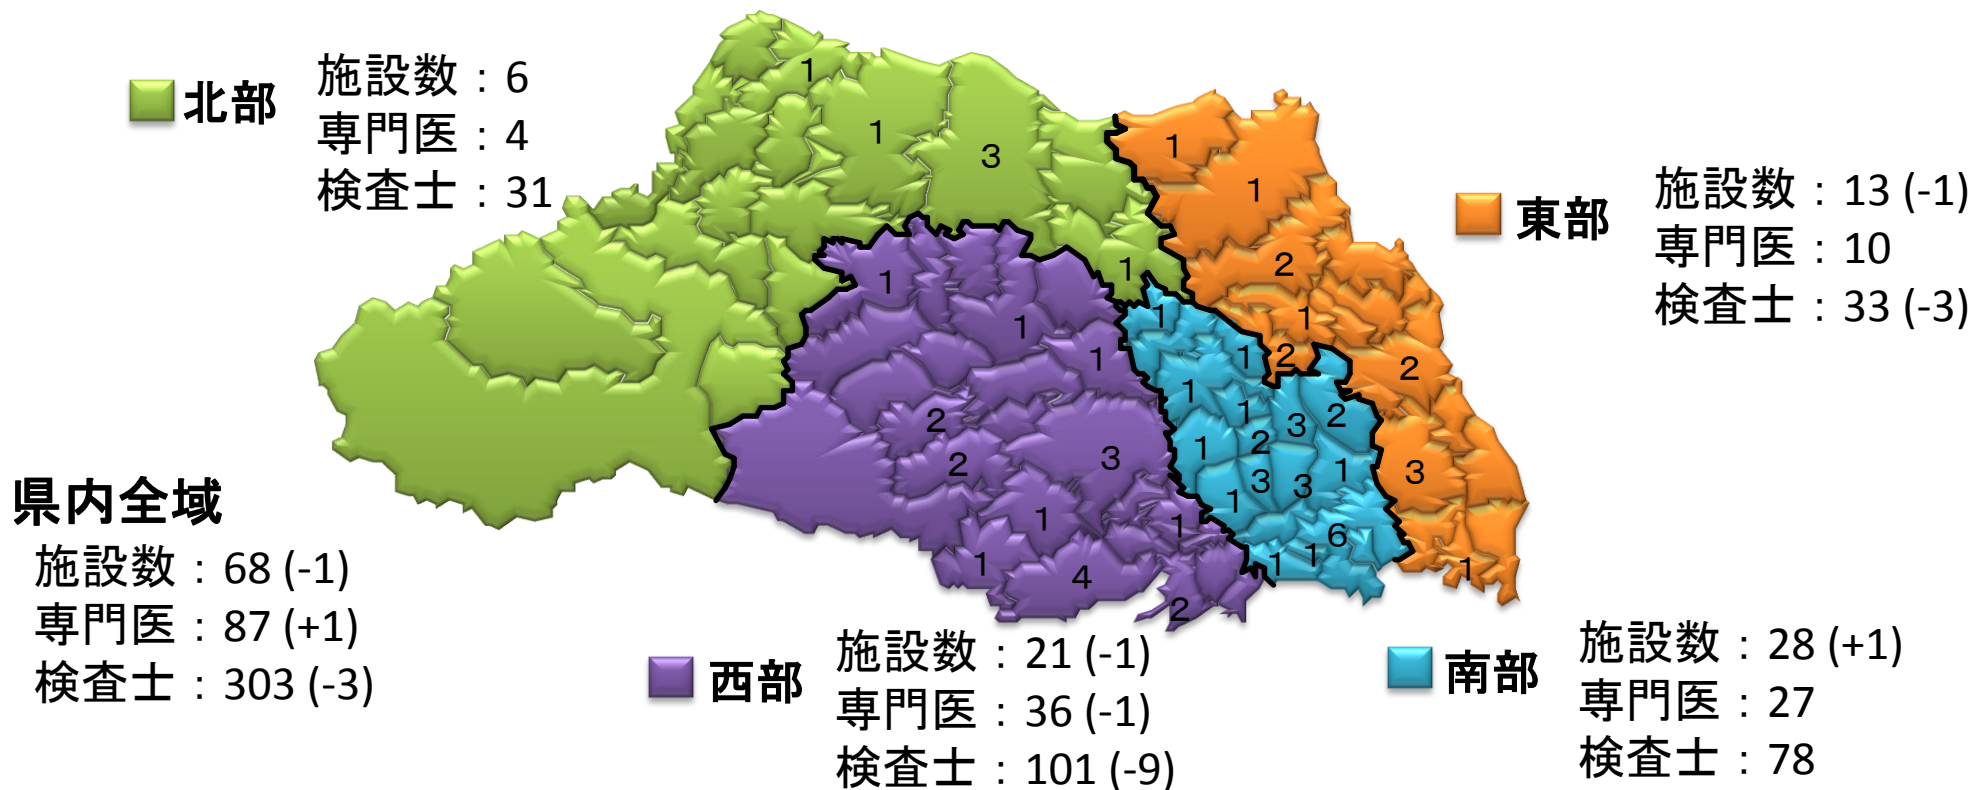 北部
施設数：6
専門医：4
検査士：31
東部
施設数：13 (-1)
専門医：10
検査士：33 (-3)
県内全域
施設数：68 (-1)
専門医：87 (+1)
検査士：303 (-3)
西部
施設数：21 (-1)
専門医：36 (-1)
検査士：101 (-9)
南部
施設数：28 (+1)
専門医：27
検査士：78
1
1
3
1
1
1
2
1
2
2
3
1
1
1
1
2
2
3
1
1
1
4
2
1
1
1
1
3
2
1
2
1
3
3
1
6
1
1